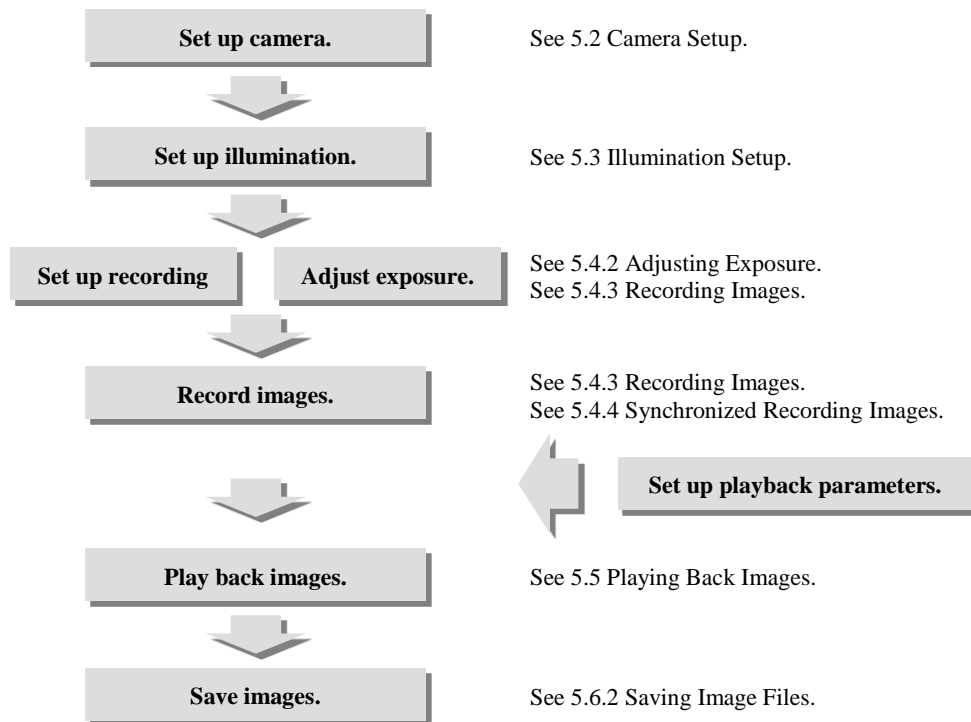 Set up camera.
See 5.2 Camera Setup.
Set up illumination.
See 5.3 Illumination Setup.
Set up recording
Adjust exposure.
See 5.4.2 Adjusting Exposure.
See 5.4.3 Recording Images.
Record images.
See 5.4.3 Recording Images.
See 5.4.4 Synchronized Recording Images.
Set up playback parameters.
Play back images.
See 5.5 Playing Back Images.
Save images.
See 5.6.2 Saving Image Files.